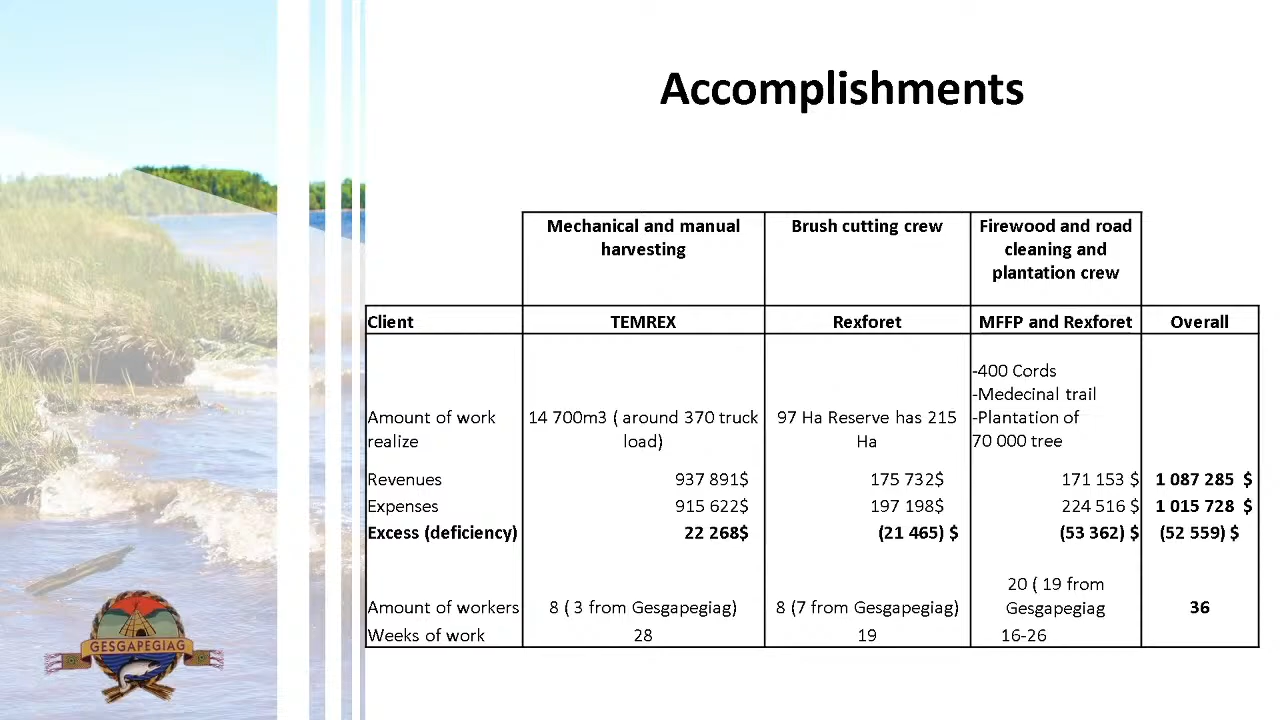 Accomplishments
Mechanical and manual
harvesting
Brush cutting crew
Firewood and road
cleaning and
plantation crew
Client
TEMREX
Rexforet
MFFP and Rexforet
Overall
Amount of work
realize
14 700m3 ( around 370 truck
load)
97 Ha Reserve has 215
Ha
-400 Cords
-Medecinal trail
-Plantation of
70 000 tree
Revenues
937 891$
175 732$
171 153 $
1 087 285 $
Expenses
915 622$
197 198$
224 516 $
1 015 728 $
Excess (deficiency)
22 268$
(21 465) $
(53 362) $
(52 559) $
Amount of workers
8 ( 3 from Gesgapegiag)
8 (7 from Gesgapegiag)
20 ( 19 from
Gesgapegiag
36
Weeks of work
28
19
16-26
GESGAPEGIAG